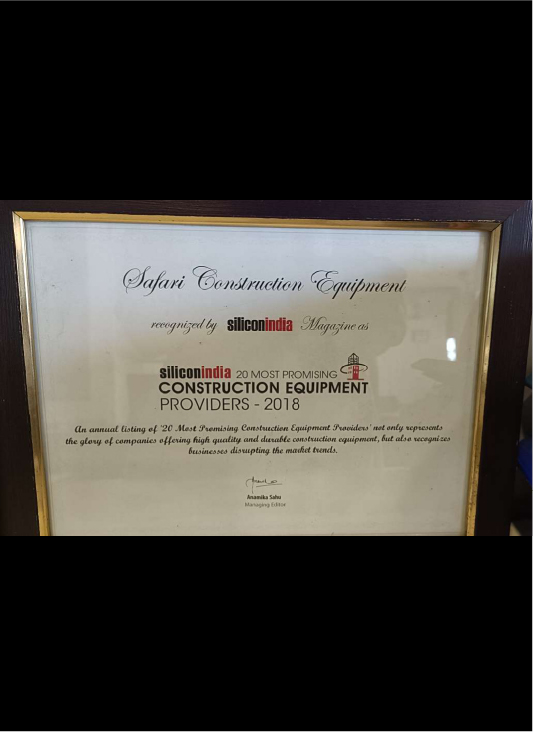 Safari Construction Equipment
recognized by siliconindia Magazine as
siliconindia 20 MOST PROMISING
CONSTRUCTION EQUIPMENT
PROVIDERS - 2018
An annual listing of '20 Most Promising Construction Equipment Providers' not only represents
the glory of companies offering high quality and durable construction equipment, but also recognizes
businesses disrupting the market trends.
Anamika Sahu
Managing Editor